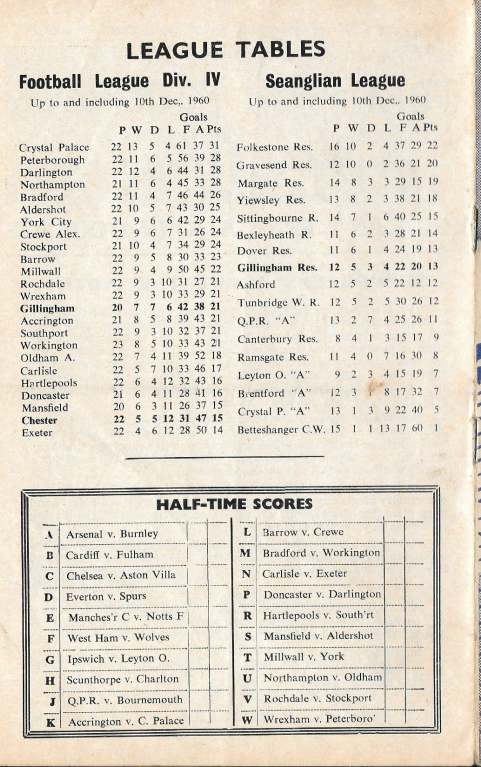 LEAGUE TABLES
Football League Div. IV
Up to and including 10th Dec,. 1960
Goals
P W D L F A Pts
Crystal Palace 22 13 5 4 61 37 31
Peterborough 22 11 6 5 56 39 28
Darlington 22 12 4 6 44 31 28
Northampton 21 11 6 4 45 33 28
Bradford 22 11 4 7 46 44 26
Aldershot 22 10 5 7 43 30 25
York City 21 9 6 6 42 29 24
Crewe Alex. 22 9 6 7 31 26 24
Stockport 21 10 4 7 34 29 24
Barrow 22 9 5 8 30 33 23
Millwall 22 9 4 9 50 45 22
Rochdale 22 9 3 10 31 27 21
Wrexham 22 9 3 10 33 29 21
Gillingham 20 7 7 6 42 38 21
Accrington 21 8 5 8 39 43 21
Southport 22 9 3 10 32 37 21
Workington 23 8 5 10 33 43 21
Oldham A. 22 7 4 11 39 52 18
Carlisle 22 5 7 10 33 46 17
Hartlepools 22 6 4 12 32 43 16
Doncaster 21 6 4 11 28 41 16
Mansfield 20 6 3 11 26 37 15
Chester 22 5 5 12 31 47 15
Exeter 22 4 6 12 28 50 14
Seanglian League
Up to and including 10th Dec., 1960
Goals
P W D L F A Pts
Folkestone Res. 16 10 2 4 37 29 22
Gravesend Res. 12 10 0 2 36 21 20
Margate Res. 14 8 3 3 29 15 19
Yiewsley Res. 13 8 2 3 38 21 18
Sittingbourne R. 14 7 1 6 40 25 15
Bexleyheath R. 11 6 2 3 28 21 14
Dover Res. 11 6 1 4 24 19 13
Gillingham Res. 12 5 3 4 22 20 13
Ashford 12 5 2 5 22 12 12
Tunbridge W. R. 12 5 2 5 30 26 12
Q.P.R. "A" 13 2 7 4 25 26 11
Canterbury Res. 8 4 1 3 15 17 9
Ramsgate Res. 11 4 0 7 16 30 8
Leyton O. "A" 9 2 3 4 15 19 7
Brentford "A" 12 3 1 8 17 32 7
Crystal P. "A" 13 1 3 9 22 40 5
Betteshanger C.W. 15 1 1 13 17 60 1
HALF-TIME SCORES
A Arsenal v. Burnley
B Cardiff v. Fulham
C Chelsea v. Aston Villa
D Everton v. Spurs
E Manches'r C v. Notts F
F West Ham v. Wolves
G Ipswich v. Leyton O.
H Scunthorpe v. Charlton
J Q.P.R. v. Bournemouth
K Accrington v. C. Palace
L Barrow v. Crewe
M Bradford v. Workington
N Carlisle v. Exeter
P Doncaster v. Darlington
R Hartlepools v. South'rt
S Mansfield v. Aldershot
T Millwall v. York
U Northampton v. Oldham
V Rochdale v. Stockport
W Wrexham v. Peterboro'